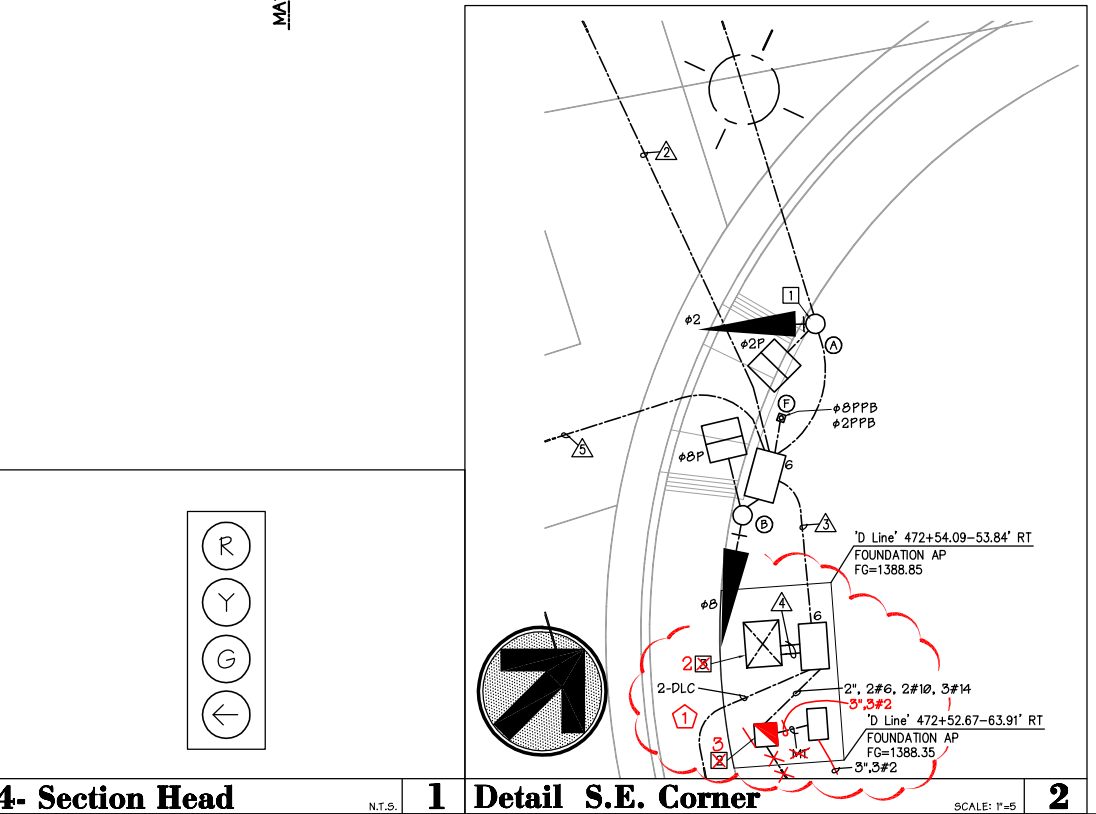 MA
2
1
φ2
φ2P
A
F
φ8PPB
φ2PPB
5
φ8P
6
B
3
'D Line' 472+54.09-53.84' RT
FOUNDATION AP
FG=1388.85
R
Y
G
φ8
4
6
2
2-DLC
2", 2#6, 2#10, 3#14
3",3#2
1
'D Line' 472+52.67-63.91' RT
FOUNDATION AP
FG=1388.35
3
3",3#2
4- Section Head
N.T.S.
1
Detail S.E. Corner
SCALE: 1"=5
2